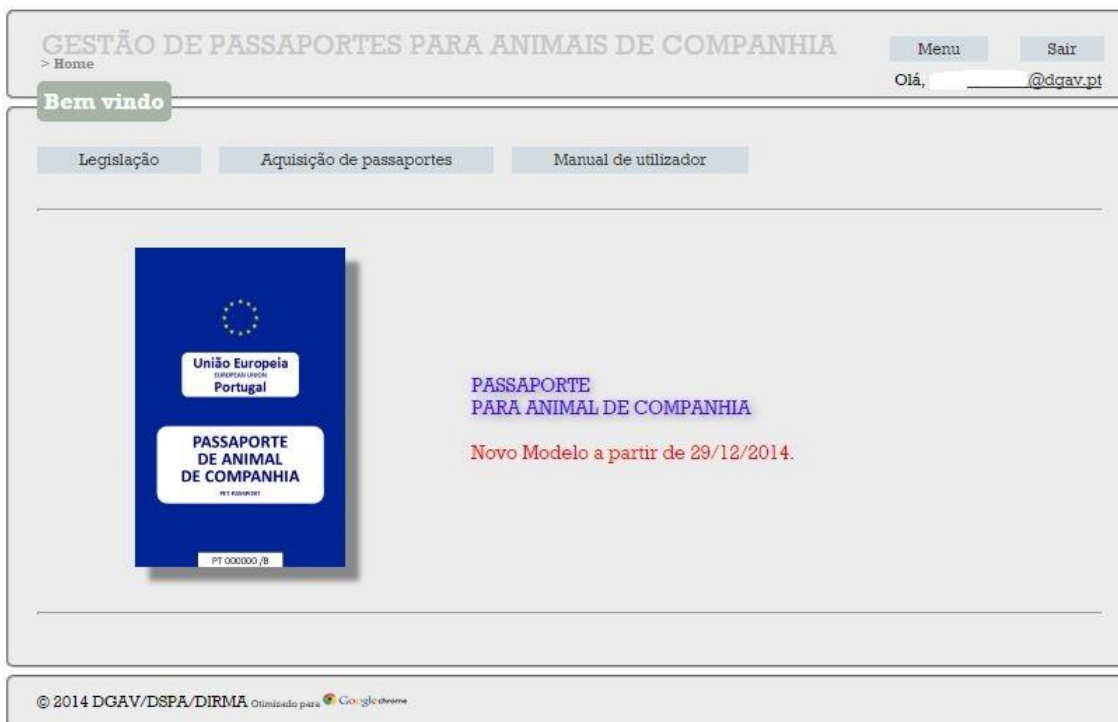 GESTÃO DE PASSAPORTES PARA ANIMAIS DE COMPANHIA
> Home
Menu
Sair
Olá, @dgav.pt
Bem vindo
Legislação
Aquisição de passaportes
Manual de utilizador
União Europeia
EUROPEAN UNION
Portugal
PASSAPORTE
DE ANIMAL
DE COMPANHIA
PET PASSPORT
PT 000000 /B
PASSAPORTE
PARA ANIMAL DE COMPANHIA
Novo Modelo a partir de 29/12/2014.
© 2014 DGAV/DSPA/DIRMA Otimizado para Google chrome